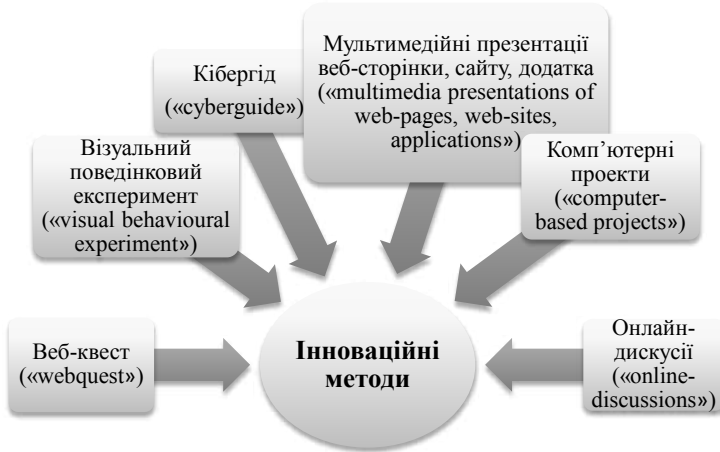 Мультимедійні презентації
веб-сторінки, сайту, додатка
(«multimedia presentations of
web-pages, web-sites,
applications»)
Кібергід
(«cyberguide»)
Візуальний
поведінковий
експеримент
(«visual behavioural
experiment»)
Комп’ютерні
проекти
(«computer-
based projects»)
Веб-квест
(«webquest»)
Інноваційні
методи
Онлайн-
дискусії
(«online-
discussions»)